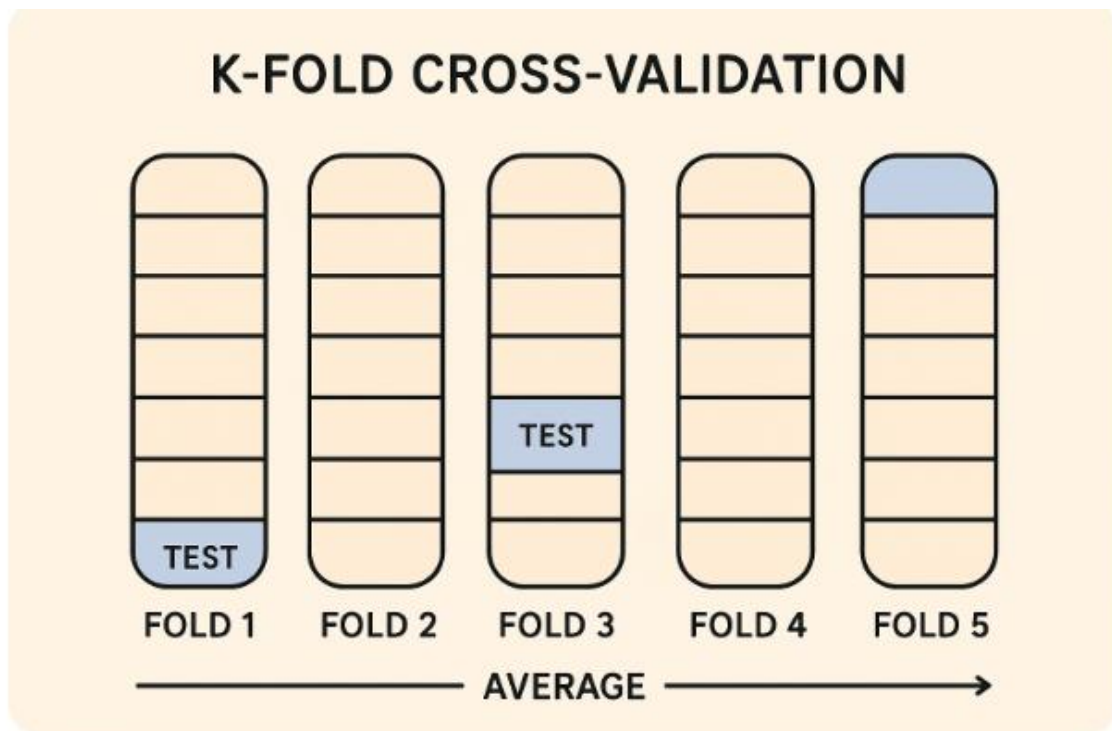 K-FOLD CROSS-VALIDATION
TEST
TEST
FOLD 1 FOLD 2 FOLD 3 FOLD 4 FOLD 5
AVERAGE